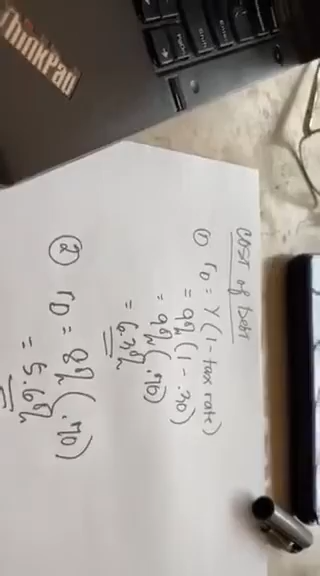 ThinkPad
Cost of Debt
① rD = Y (1 - tax rate)
= 9% (1 - .30)
= 9% (.70)
= 6.3%
② rD = 8% (.70)
= 5.6%